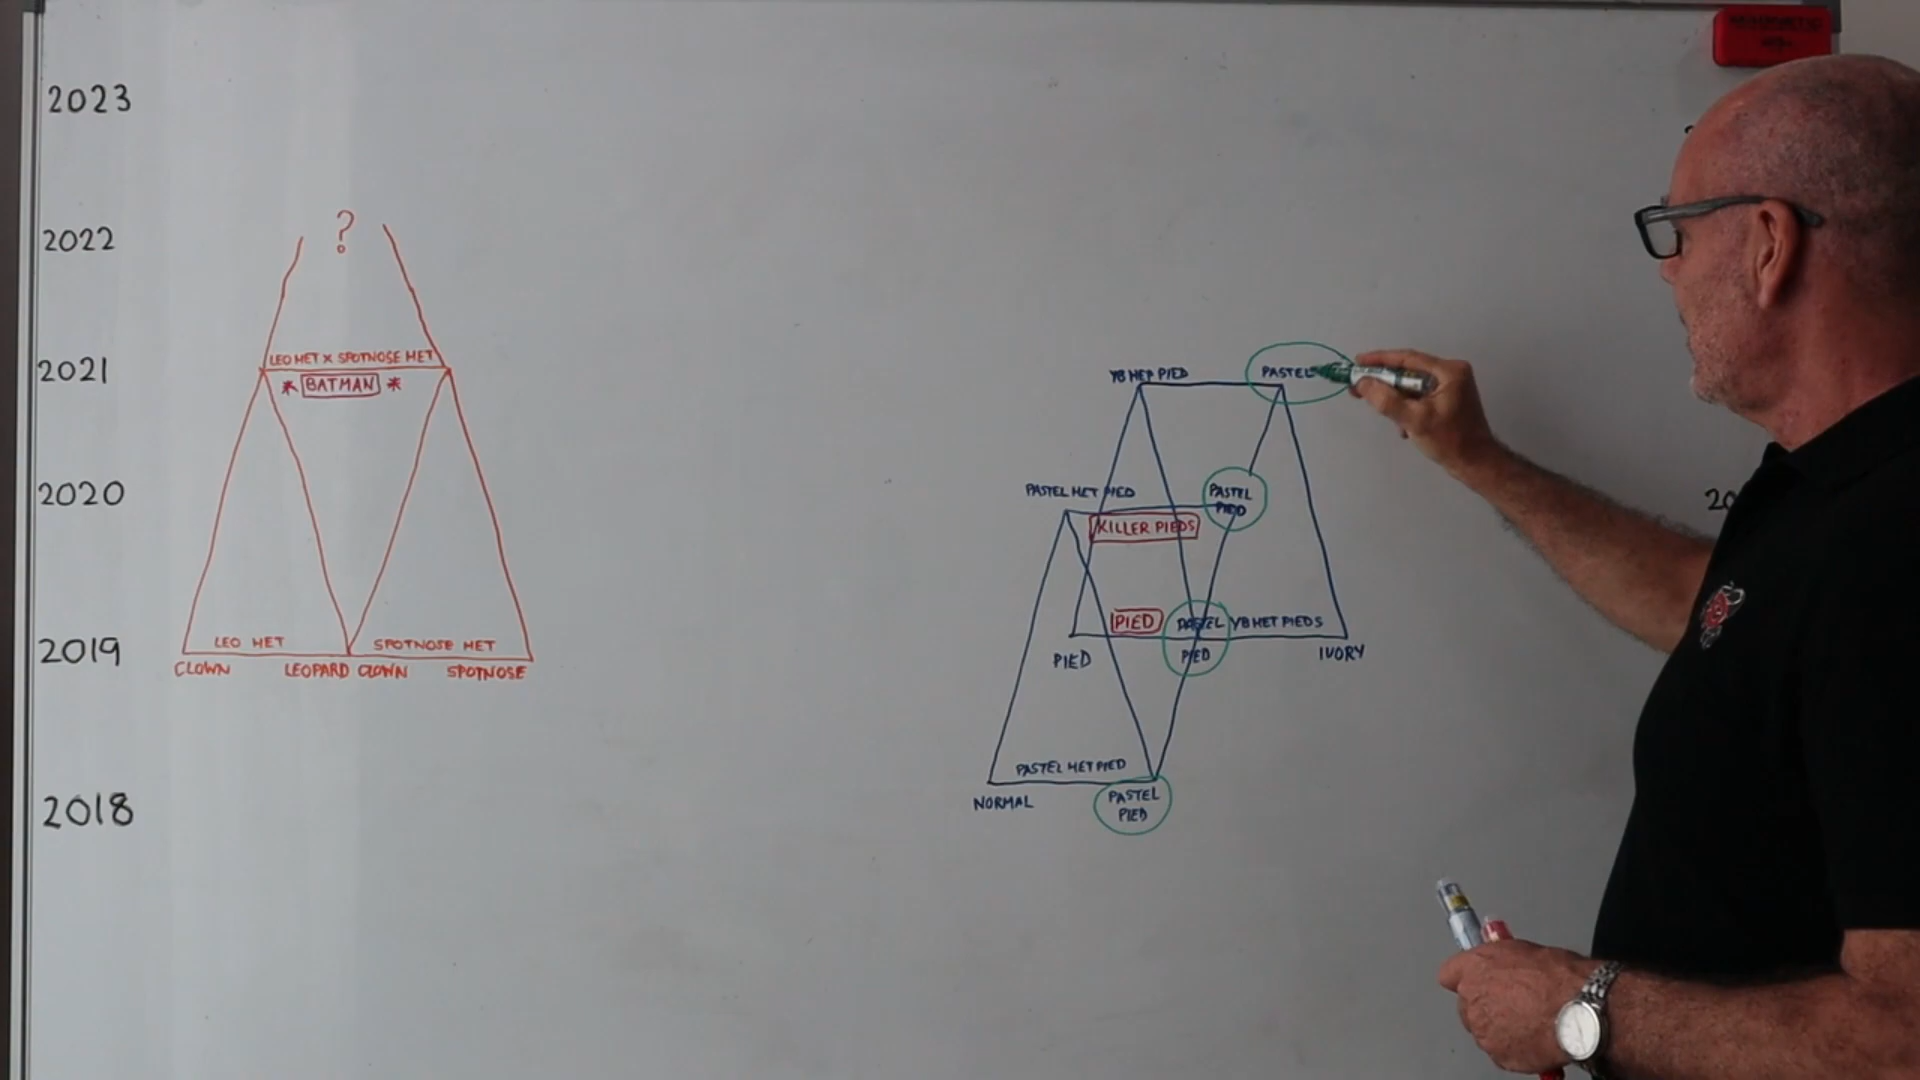 2023
2022
2021
2020
2019
2018
?
LEO HET X SPOTNOSE HET
* BATMAN *
LEO HET
SPOTNOSE HET
CLOWN
LEOPARD CLOWN
SPOTNOSE
YB HET PIED
PASTEL
PASTEL HET PIED
PASTEL
PIED
KILLER PIEDS
PIED
PASTEL YB HET PIEDS
PIED
PIED
IVORY
PASTEL HET PIED
NORMAL
PASTEL
PIED
20